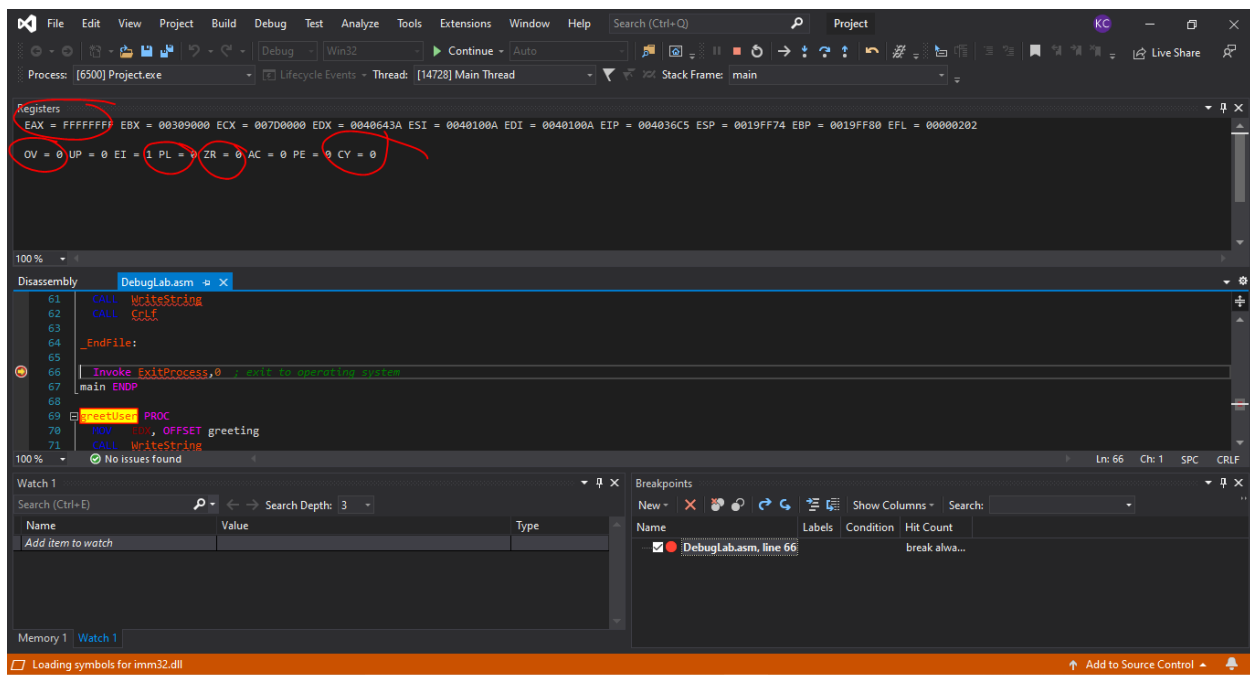 File Edit View Project Build Debug Test Analyze Tools Extensions Window Help Search (Ctrl+Q) Project KC
Debug Win32 Continue Auto Live Share
Process: [6500] Project.exe Lifecycle Events Thread: [14728] Main Thread Stack Frame: main
Registers
EAX = FFFFFFFF EBX = 00309000 ECX = 007D0000 EDX = 0040643A ESI = 0040100A EDI = 0040100A EIP = 004036C5 ESP = 0019FF74 EBP = 0019FF80 EFL = 00000202
OV = 0 UP = 0 EI = 1 PL = 0 ZR = 0 AC = 0 PE = 0 CY = 0
100 %
Disassembly DebugLab.asm
61 CALL WriteString
62 CALL CrLf
63
64 _EndFile:
65
66 Invoke ExitProcess,0 ; exit to operating system
67 main ENDP
68
69 greetUser PROC
70 , OFFSET greeting
71 CALL WriteString
100 % No issues found Ln: 66 Ch: 1 SPC CRLF
Watch 1 Breakpoints
Search (Ctrl+E) Search Depth: 3 New Show Columns Search:
Name Value Type Name Labels Condition Hit Count
Add item to watch DebugLab.asm, line 66 break alwa...
Memory 1 Watch 1
Loading symbols for imm32.dll Add to Source Control